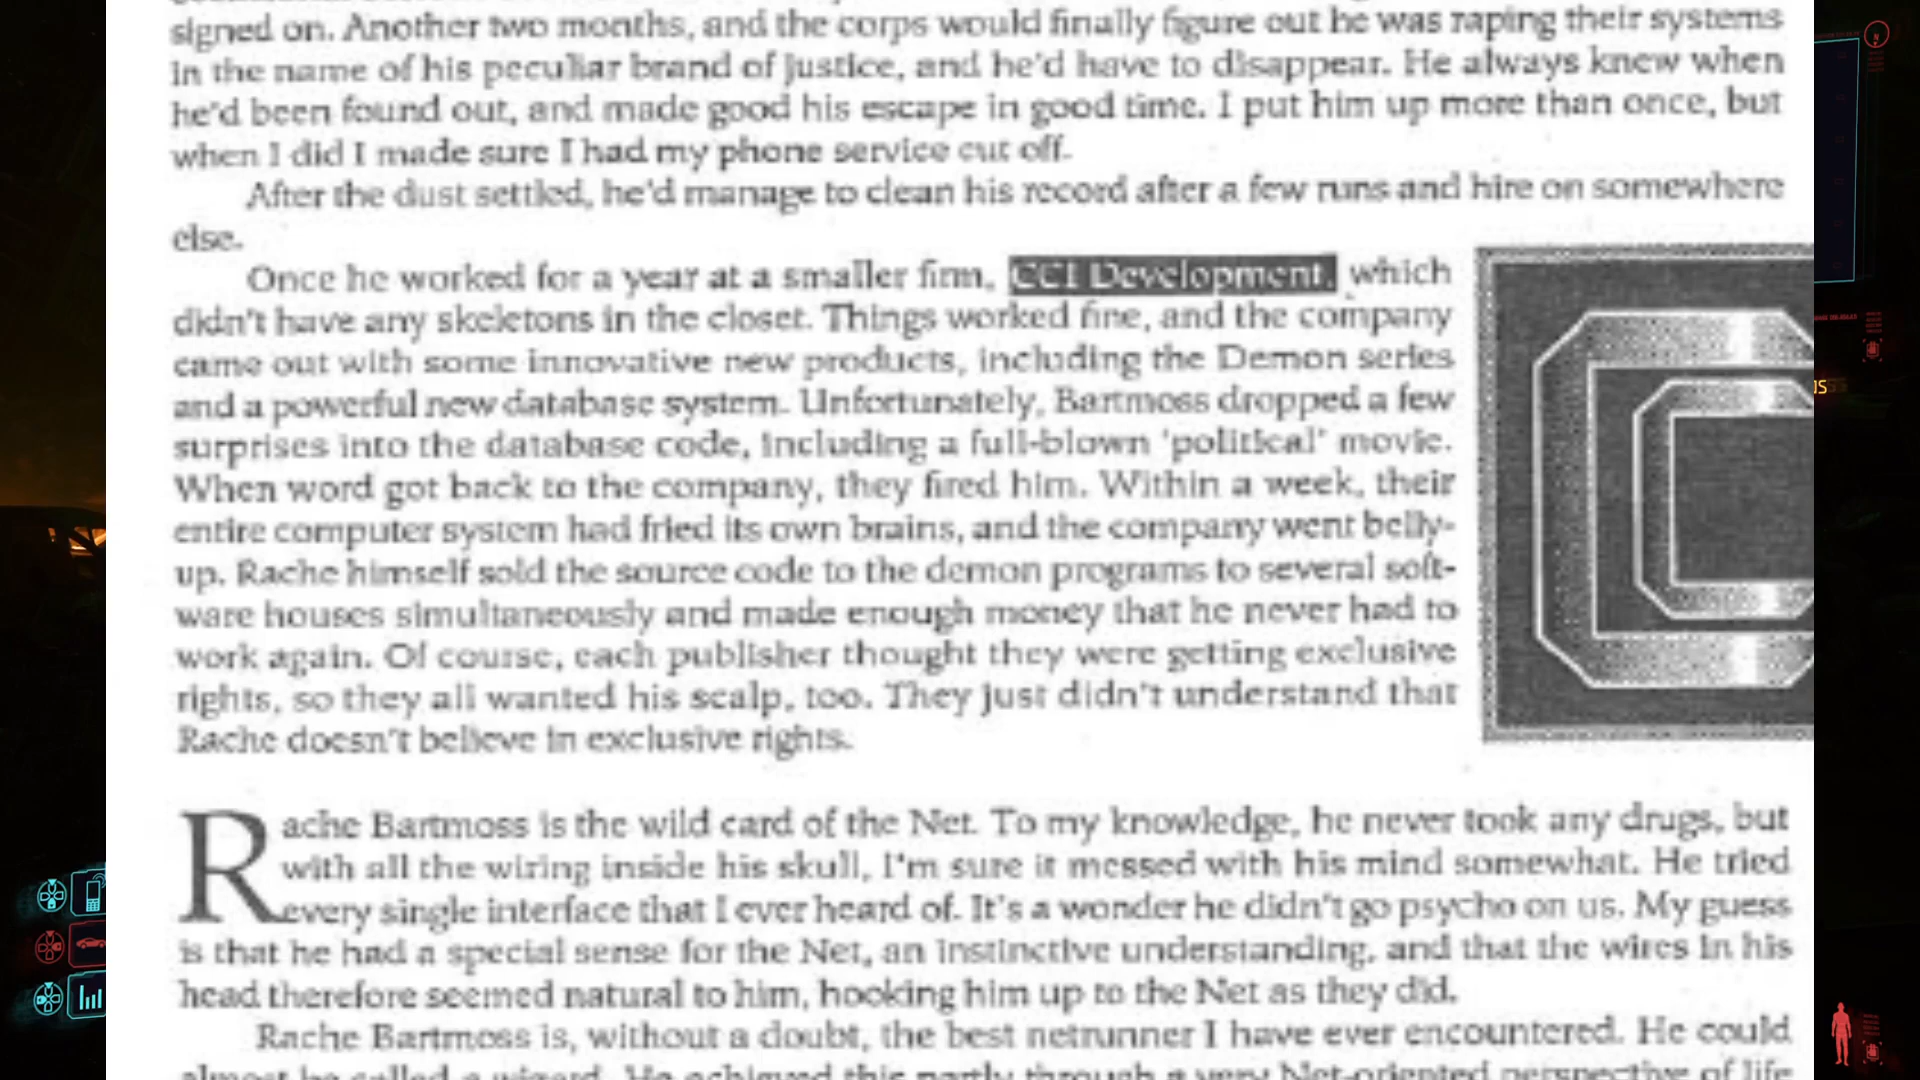 signed on. Another two months, and the corps would finally figure out he was raping their systems
in the name of his peculiar brand of justice, and he'd have to disappear. He always knew when
he'd been found out, and made good his escape in good time. I put him up more than once, but
when I did I made sure I had my phone service cut off.
After the dust settled, he'd manage to clean his record after a few runs and hire on somewhere
else.
Once he worked for a year at a smaller firm, CCI Development, which
didn't have any skeletons in the closet. Things worked fine, and the company
came out with some innovative new products, including the Demon series
and a powerful new database system. Unfortunately, Bartmoss dropped a few
surprises into the database code, including a full-blown 'political' movie.
When word got back to the company, they fired him. Within a week, their
entire computer system had fried its own brains, and the company went belly-
up. Rache himself sold the source code to the demon programs to several soft-
ware houses simultaneously and made enough money that he never had to
work again. Of course, each publisher thought they were getting exclusive
rights, so they all wanted his scalp, too. They just didn't understand that
Rache doesn't believe in exclusive rights.
Rache Bartmoss is the wild card of the Net. To my knowledge, he never took any drugs, but
with all the wiring inside his skull, I'm sure it messed with his mind somewhat. He tried
every single interface that I ever heard of. It's a wonder he didn't go psycho on us. My guess
is that he had a special sense for the Net, an instinctive understanding, and that the wires in his
head therefore seemed natural to him, hooking him up to the Net as they did.
Rache Bartmoss is, without a doubt, the best netrunner I have ever encountered. He could
almost be called a wizard. He achieved this partly through a very Net-oriented perspective of life